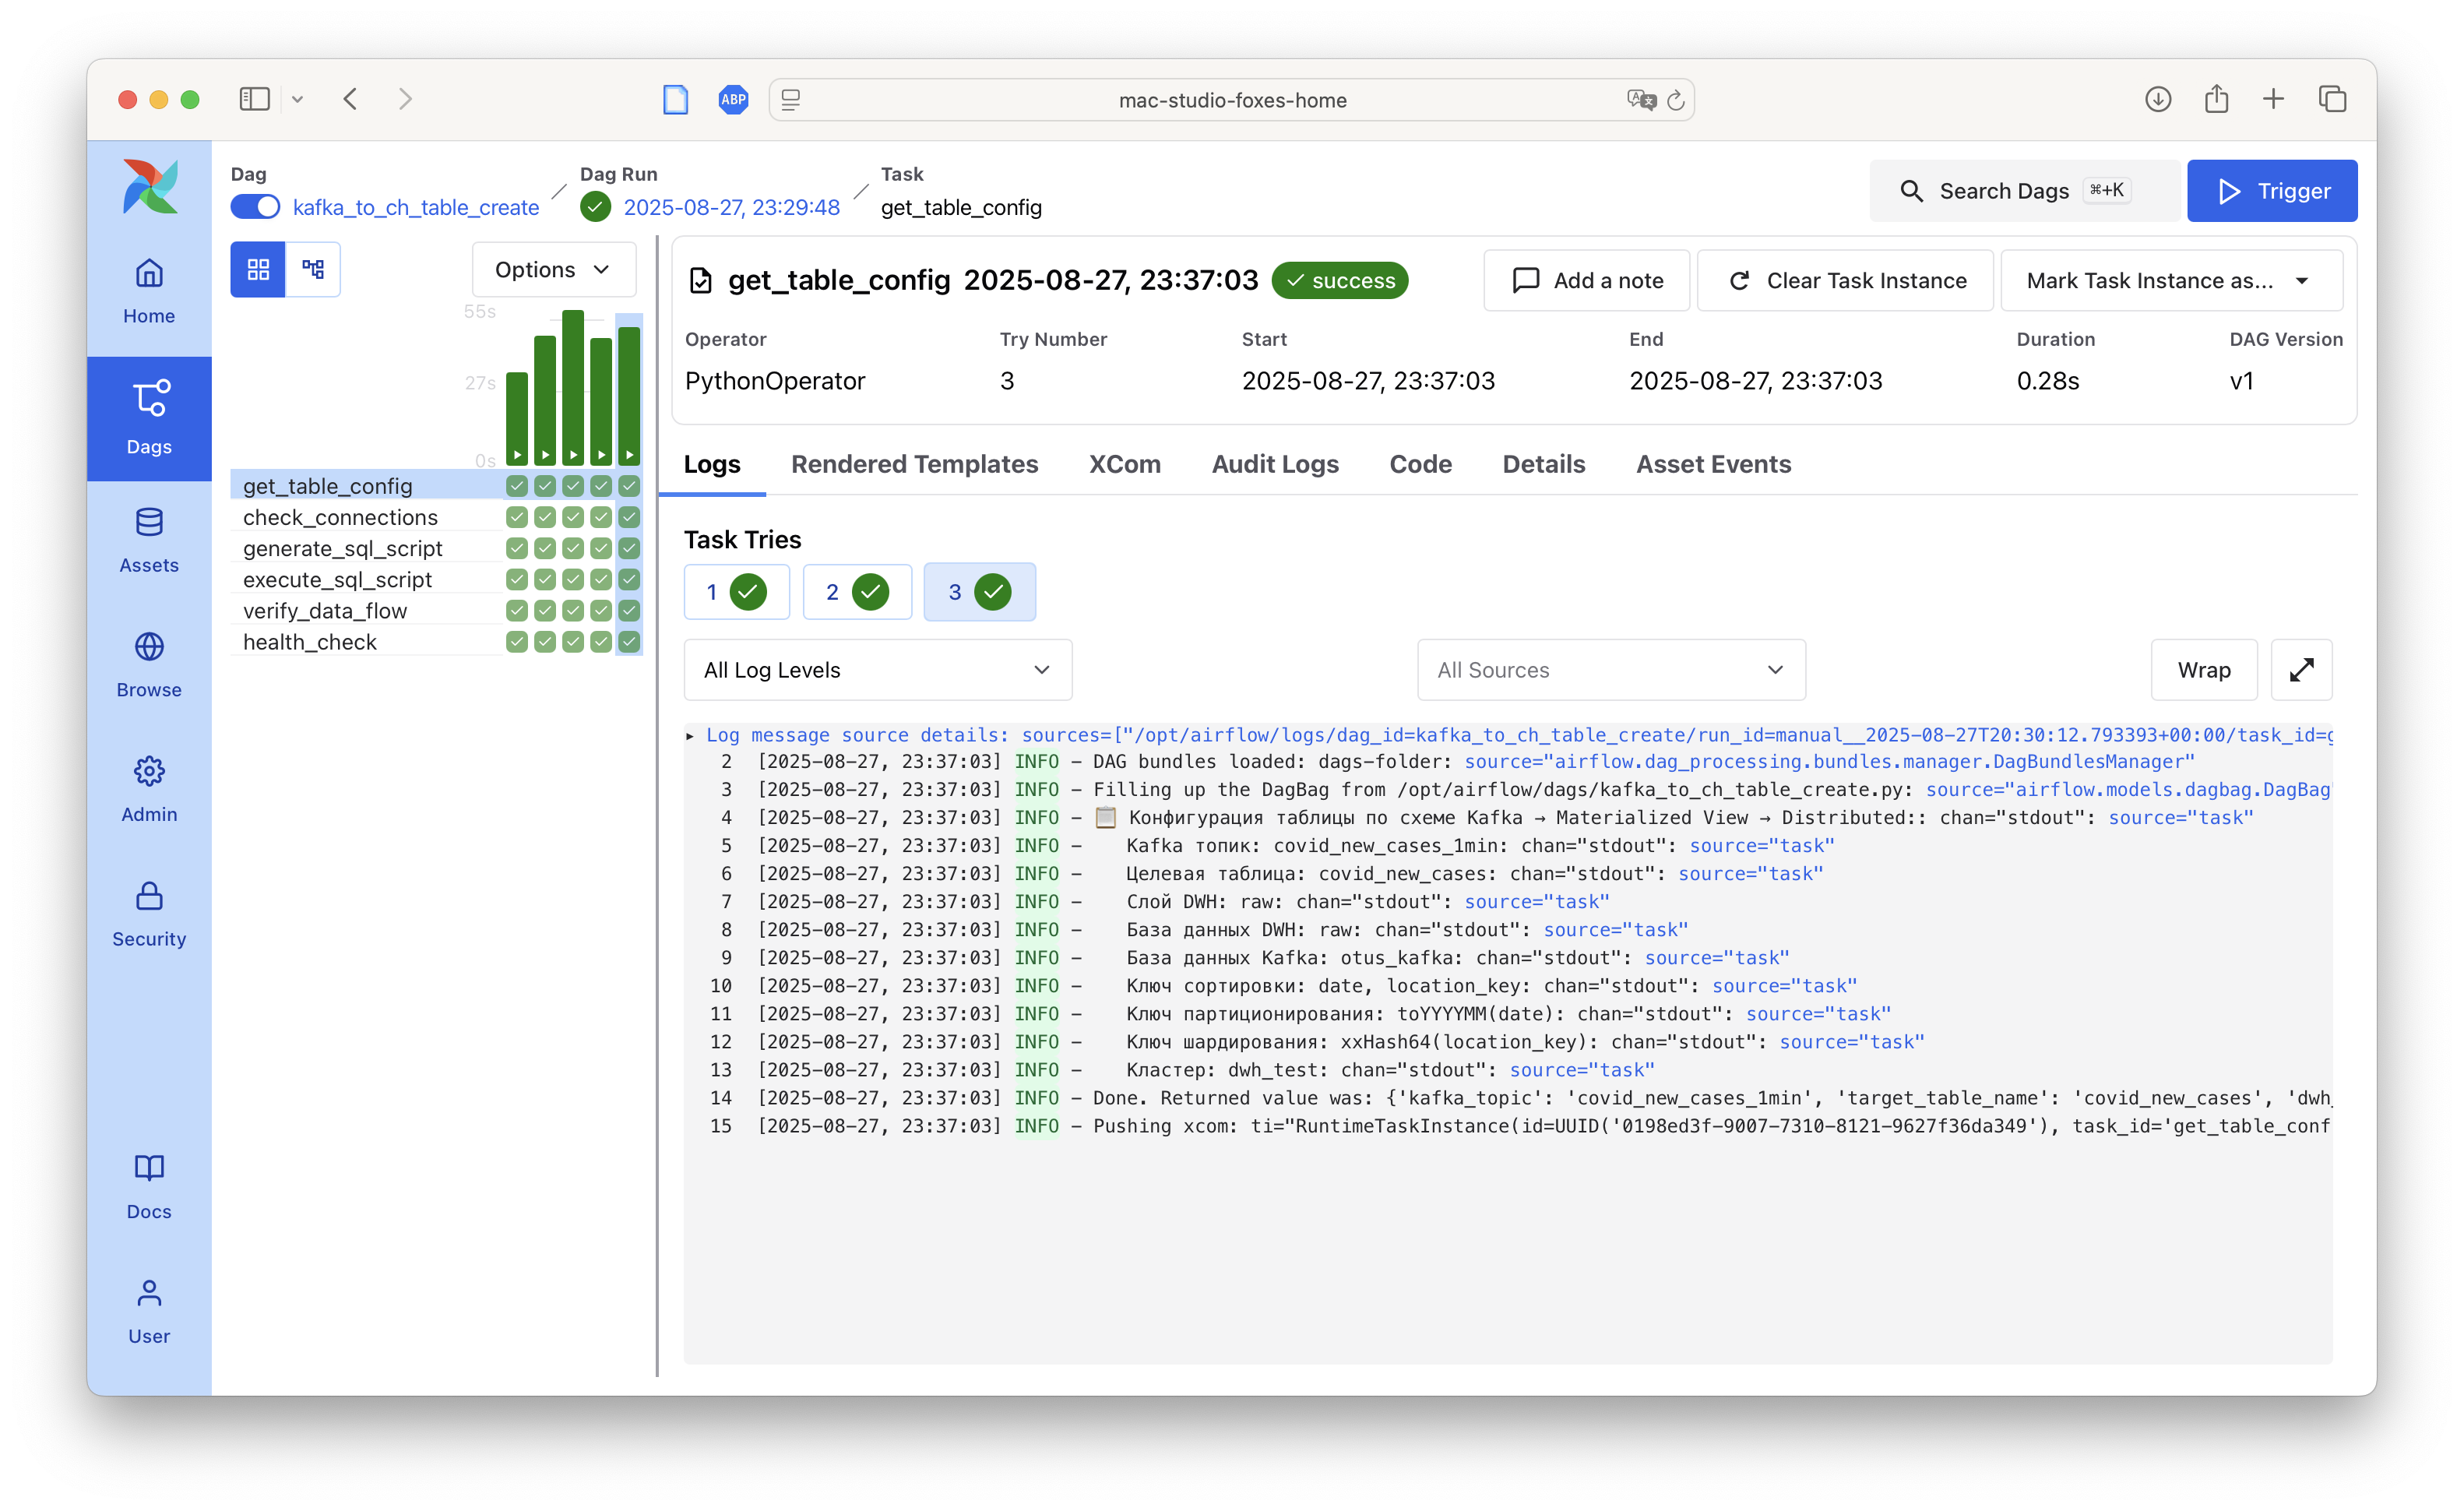 ABP
mac-studio-foxes-home
Dag
kafka_to_ch_table_create
Dag Run
2025-08-27, 23:29:48
Task
get_table_config
Search Dags ⌘+K
Trigger
Home
Dags
Assets
Browse
Admin
Security
Docs
User
Options
55s
27s
0s
get_table_config
check_connections
generate_sql_script
execute_sql_script
verify_data_flow
health_check
get_table_config 2025-08-27, 23:37:03 success
Add a note
Clear Task Instance
Mark Task Instance as...
Operator Try Number Start End Duration DAG Version
PythonOperator 3 2025-08-27, 23:37:03 2025-08-27, 23:37:03 0.28s v1
Logs Rendered Templates XCom Audit Logs Code Details Asset Events
Task Tries
1 2 3
All Log Levels
All Sources
Wrap
Log message source details: sources=["/opt/airflow/logs/dag_id=kafka_to_ch_table_create/run_id=manual__2025-08-27T20:30:12.793393+00:00/task_id=g
2 [2025-08-27, 23:37:03] INFO - DAG bundles loaded: dags-folder: source="airflow.dag_processing.bundles.manager.DagBundlesManager"
3 [2025-08-27, 23:37:03] INFO - Filling up the DagBag from /opt/airflow/dags/kafka_to_ch_table_create.py: source="airflow.models.dagbag.DagBag"
4 [2025-08-27, 23:37:03] INFO - 📋 Конфигурация таблицы по схеме Kafka → Materialized View → Distributed:: chan="stdout": source="task"
5 [2025-08-27, 23:37:03] INFO - Kafka топик: covid_new_cases_1min: chan="stdout": source="task"
6 [2025-08-27, 23:37:03] INFO - Целевая таблица: covid_new_cases: chan="stdout": source="task"
7 [2025-08-27, 23:37:03] INFO - Слой DWH: raw: chan="stdout": source="task"
8 [2025-08-27, 23:37:03] INFO - База данных DWH: raw: chan="stdout": source="task"
9 [2025-08-27, 23:37:03] INFO - База данных Kafka: otus_kafka: chan="stdout": source="task"
10 [2025-08-27, 23:37:03] INFO - Ключ сортировки: date, location_key: chan="stdout": source="task"
11 [2025-08-27, 23:37:03] INFO - Ключ партиционирования: toYYYYMM(date): chan="stdout": source="task"
12 [2025-08-27, 23:37:03] INFO - Ключ шардирования: xxHash64(location_key): chan="stdout": source="task"
13 [2025-08-27, 23:37:03] INFO - Кластер: dwh_test: chan="stdout": source="task"
14 [2025-08-27, 23:37:03] INFO - Done. Returned value was: {'kafka_topic': 'covid_new_cases_1min', 'target_table_name': 'covid_new_cases', 'dwh_
15 [2025-08-27, 23:37:03] INFO - Pushing xcom: ti="RuntimeTaskInstance(id=UUID('0198ed3f-9007-7310-8121-9627f36da349'), task_id='get_table_conf